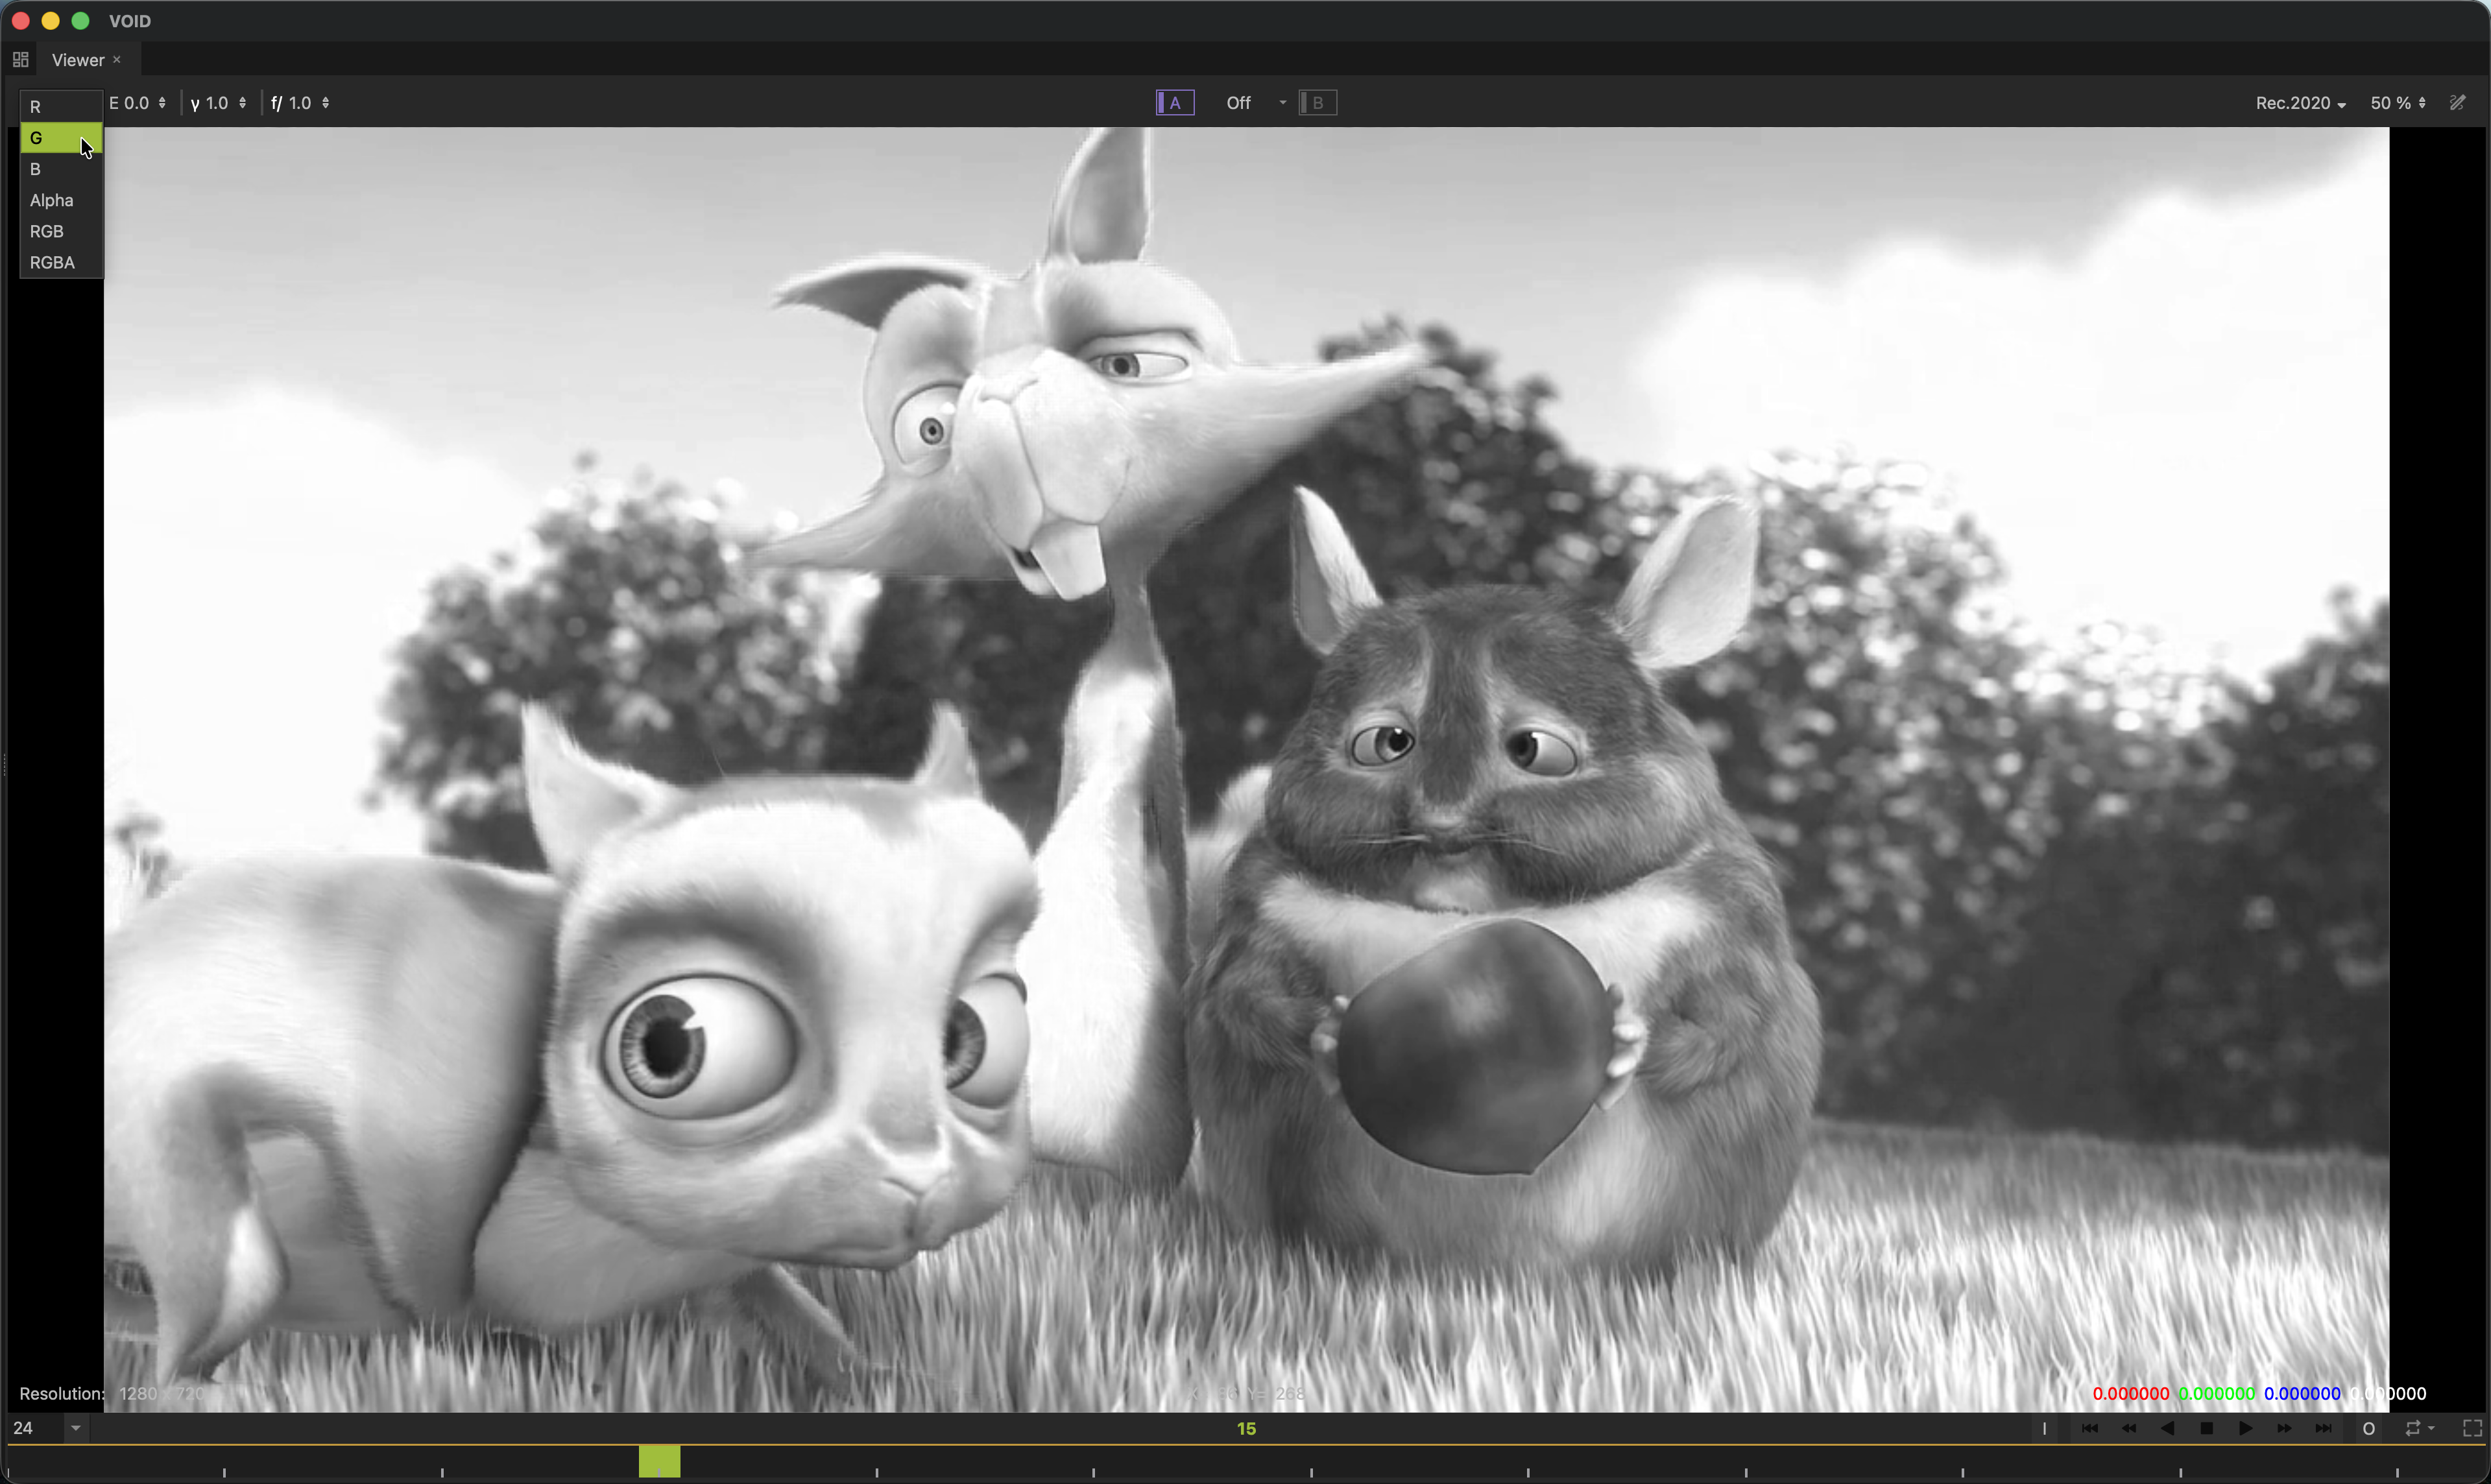 VOID
Viewer ×
E 0.0 γ 1.0 f/ 1.0 A Off B Rec.2020 50 %
R
G
B
Alpha
RGB
RGBA
Resolution: 1280 720 268 0.000000 0.000000 0.000000 0.000000
24 15 I O